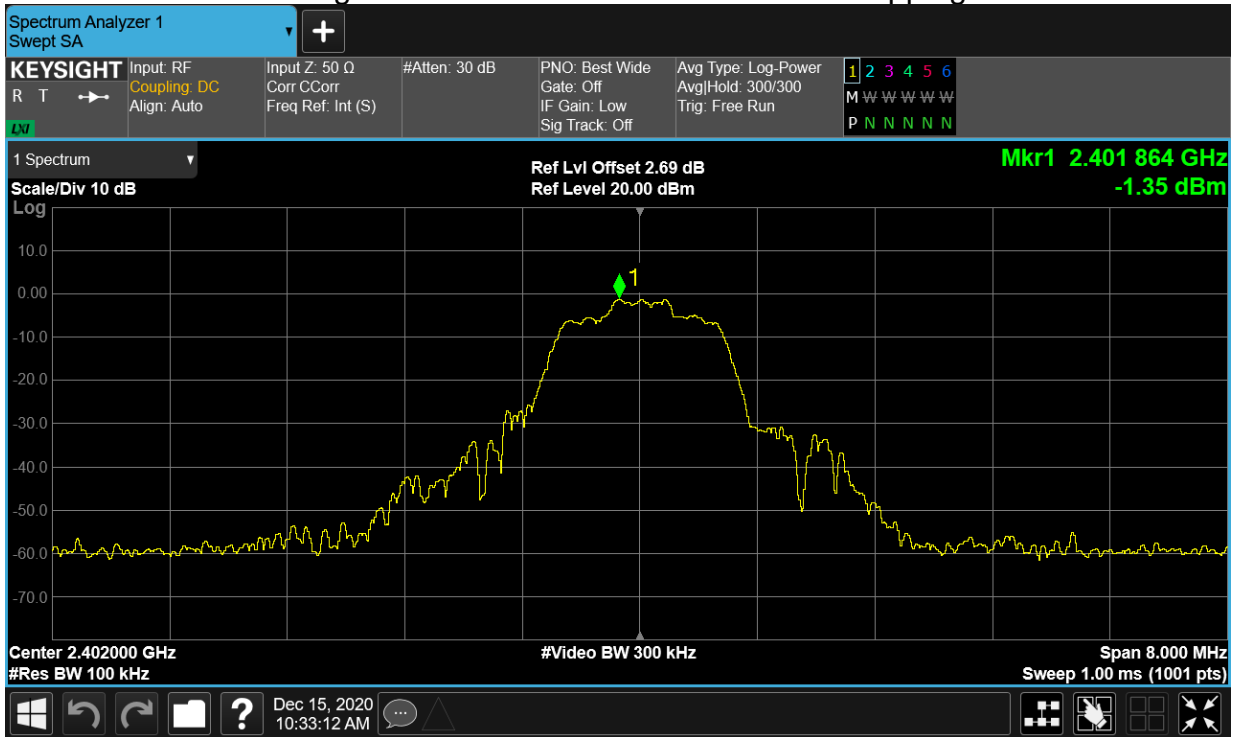 Spectrum Analyzer 1
Swept SA
KEYSIGHT
R T
LXI
Input: RF
Coupling: DC
Align: Auto
Input Z: 50 Ω
Corr CCorr
Freq Ref: Int (S)
#Atten: 30 dB
PNO: Best Wide
Gate: Off
IF Gain: Low
Sig Track: Off
Avg Type: Log-Power
Avg|Hold: 300/300
Trig: Free Run
1 2 3 4 5 6
M W W W W W
P N N N N N
1 Spectrum
Scale/Div 10 dB
Log
Ref Lvl Offset 2.69 dB
Ref Level 20.00 dBm
Mkr1 2.401 864 GHz
-1.35 dBm
1
10.0
0.00
-10.0
-20.0
-30.0
-40.0
-50.0
-60.0
-70.0
Center 2.402000 GHz
#Res BW 100 kHz
#Video BW 300 kHz
Span 8.000 MHz
Sweep 1.00 ms (1001 pts)
?
Dec 15, 2020
10:33:12 AM